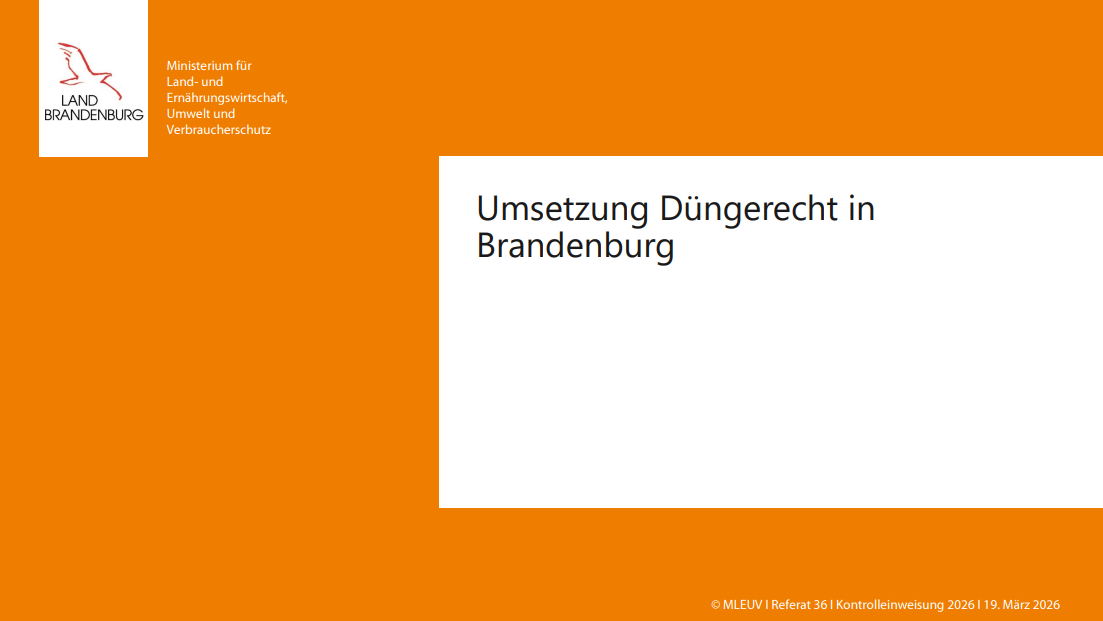 LAND
BRANDENBURG
Ministerium für
Land- und
Ernährungswirtschaft,
Umwelt und
Verbraucherschutz
Umsetzung Düngerecht in
Brandenburg
© MLEUV I Referat 36 I Kontrolleinweisung 2026 I 19. März 2026